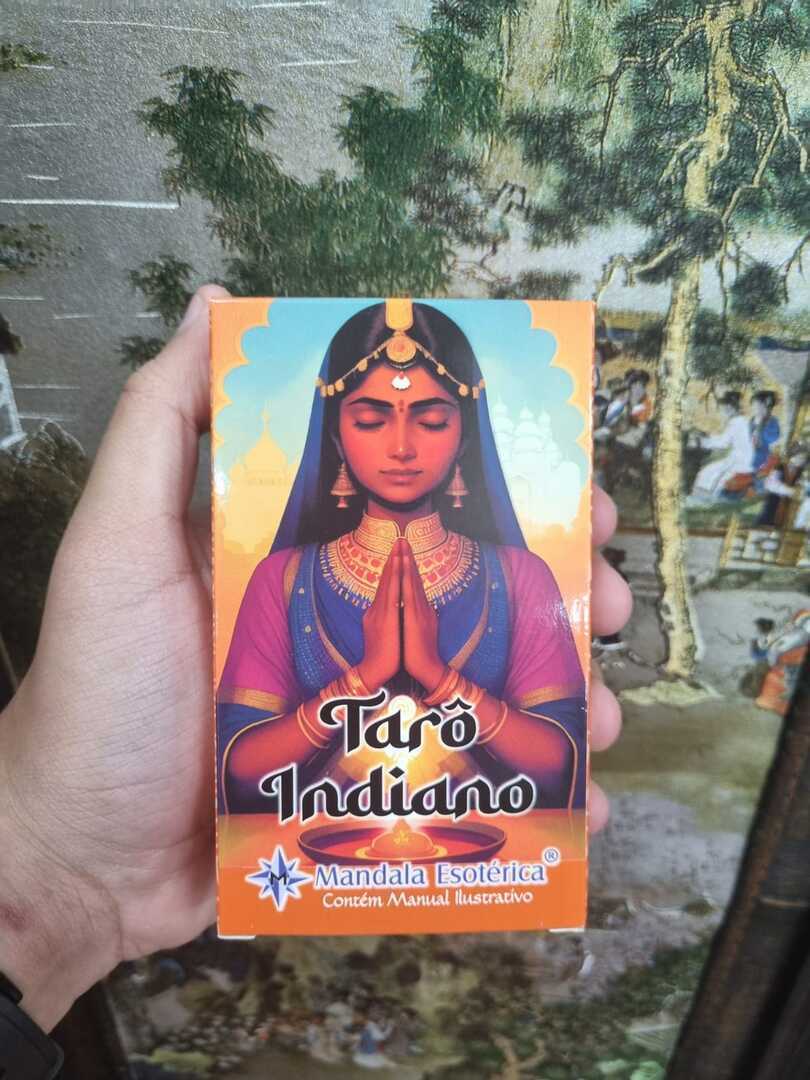 Tarô
Indiano
M
Mandala Esotérica®
Contém Manual Ilustrativo